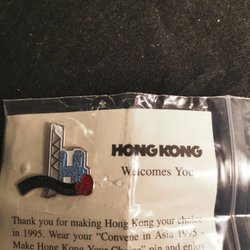 HONG KONG
Welcomes You
Thank you for making Hong Kong your choice
in 1995. Wear your "Convene in Asia 1995 -
Make Hong Kong Your Choice" pin and enjoy